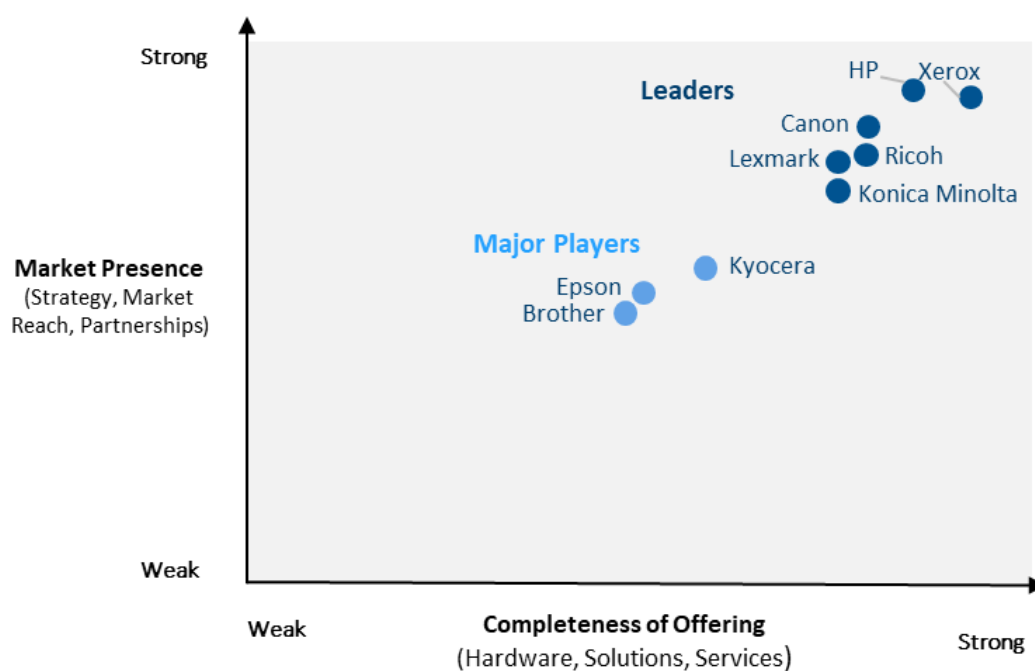 Strong
HP
Xerox
Leaders
Canon
Lexmark
Ricoh
Konica Minolta
Major Players
Kyocera
Market Presence
(Strategy, Market
Reach, Partnerships)
Epson
Brother
Weak
Weak
Completeness of Offering
(Hardware, Solutions, Services)
Strong